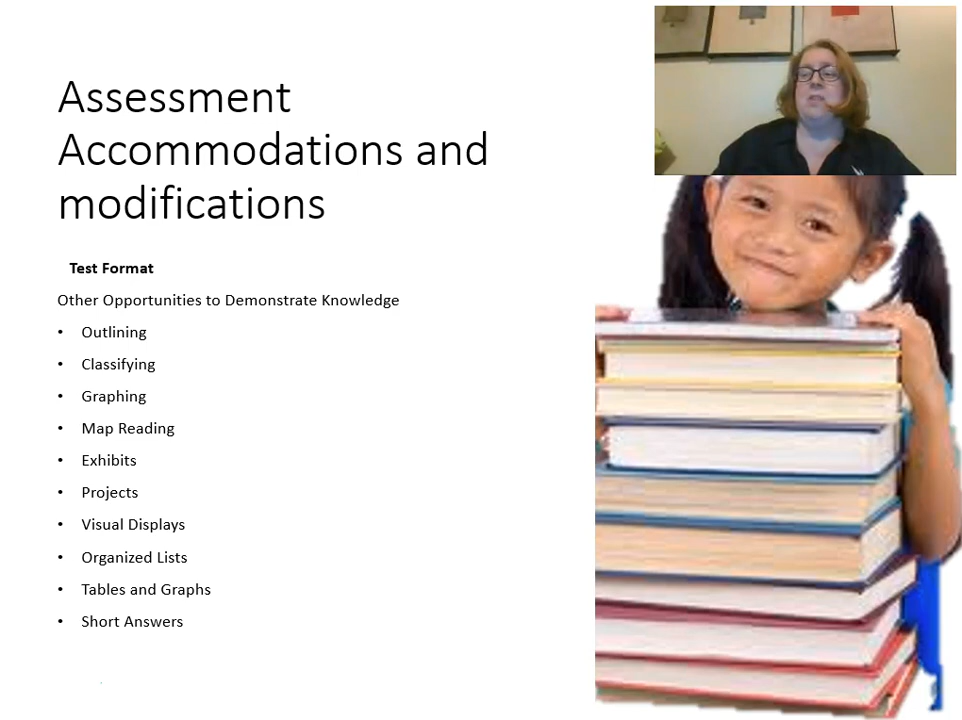 Assessment
Accommodations and
modifications
Test Format
Other Opportunities to Demonstrate Knowledge
• Outlining
• Classifying
• Graphing
• Map Reading
• Exhibits
• Projects
• Visual Displays
• Organized Lists
• Tables and Graphs
• Short Answers